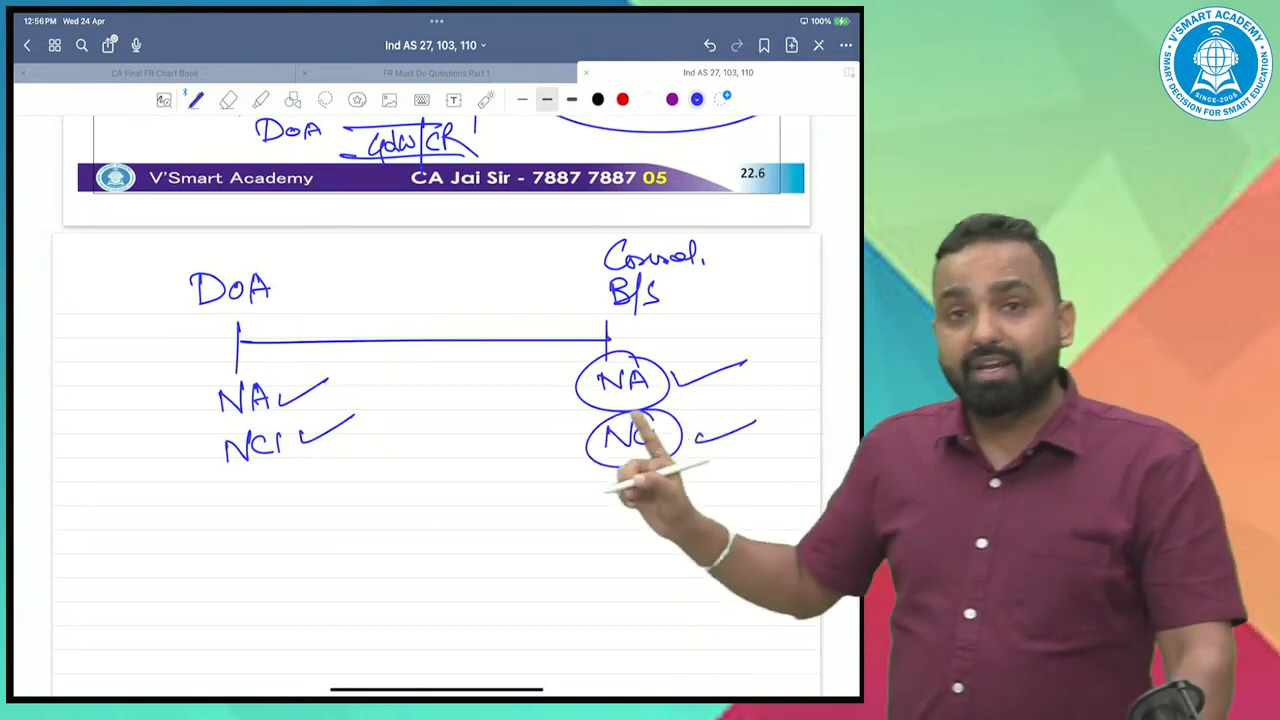 12:56 PM Wed 24 Apr
100%
Ind AS 27, 103, 110
CA Final FR Chart Book
FR Must Do Questions Part 1
Ind AS 27, 103, 110
T
DOA
Gdw CR
V'Smart Academy
CA Jai Sir - 7887 7887 05
22.6
DOA
Consol.
B/S
NA
NA
NCI
NCI
V'SMART ACADEMY
SINCE-2005
SMART DECISION FOR SMART EDUCATION